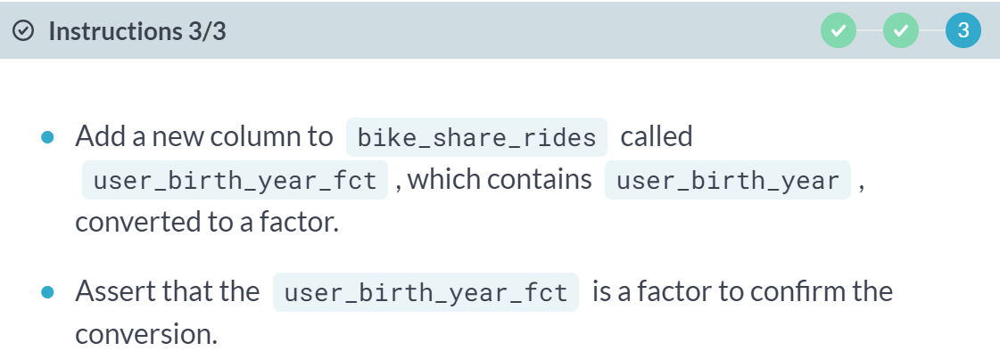 Instructions 3/3
3
Add a new column to bike_share_rides called
user_birth_year_fct , which contains user_birth_year ,
converted to a factor.
Assert that the user_birth_year_fct is a factor to confirm the
conversion.